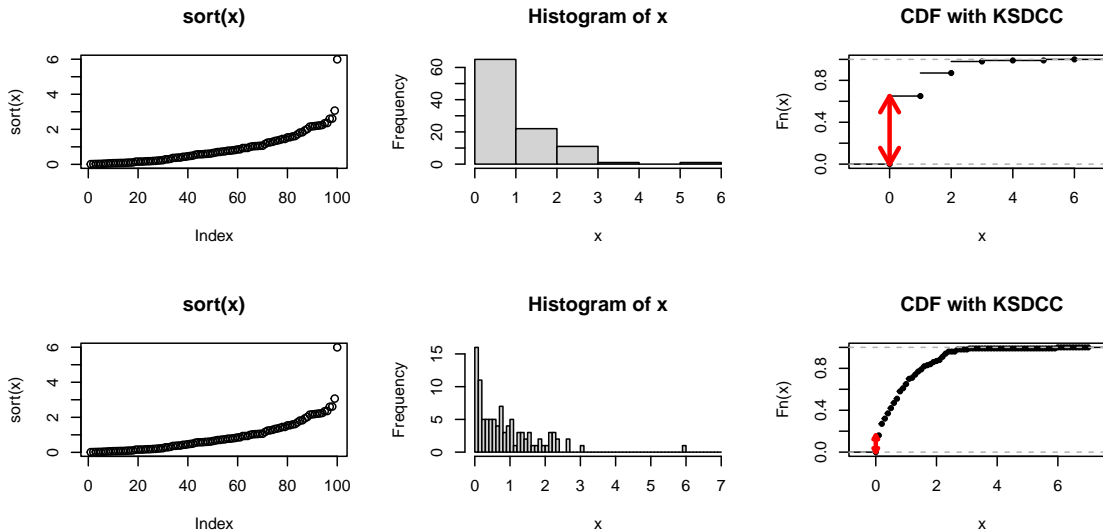 sort(x)
sort(x)
0 2 4 6
0 20 40 60 80 100
Index
Histogram of x
Frequency
0 20 40 60
0 1 2 3 4 5 6
x
CDF with KSDCC
Fn(x)
0.0 0.4 0.8
0 2 4 6
x
sort(x)
sort(x)
0 2 4 6
0 20 40 60 80 100
Index
Histogram of x
Frequency
0 5 10 15
0 1 2 3 4 5 6 7
x
CDF with KSDCC
Fn(x)
0.0 0.4 0.8
0 2 4 6
x